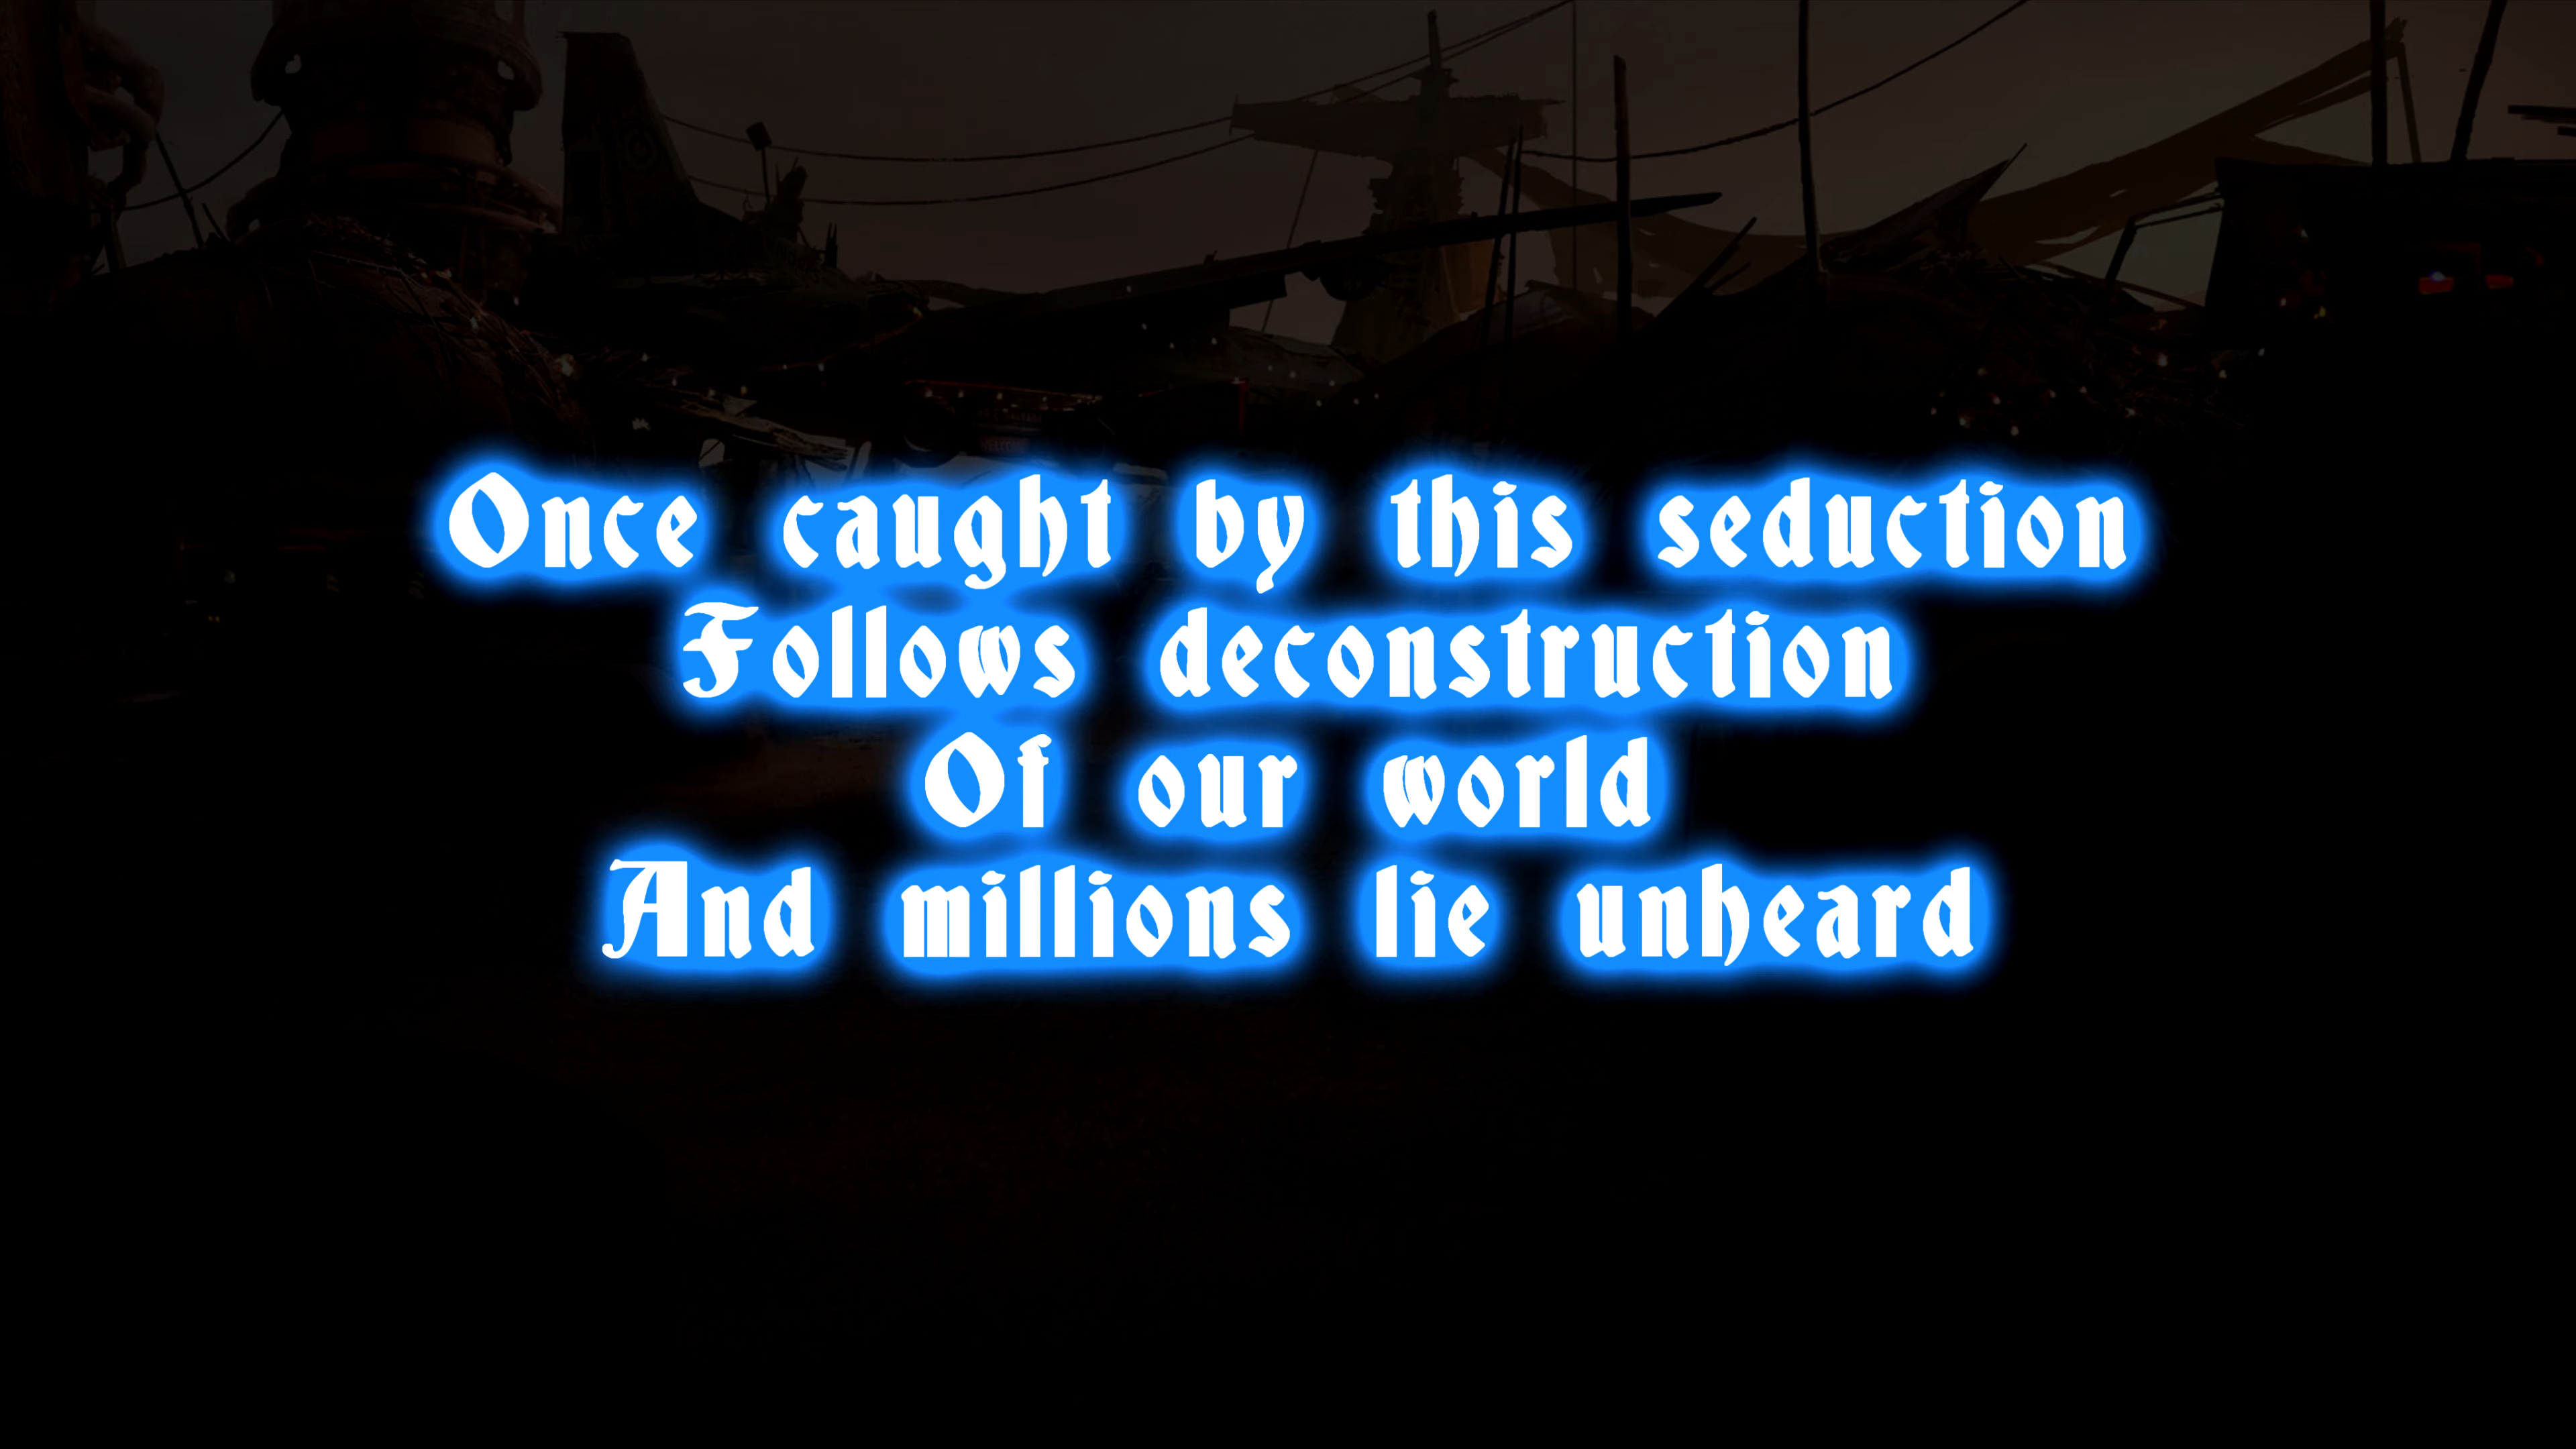 Once caught by this seduction
Follows deconstruction
Of our world
And millions lie unheard